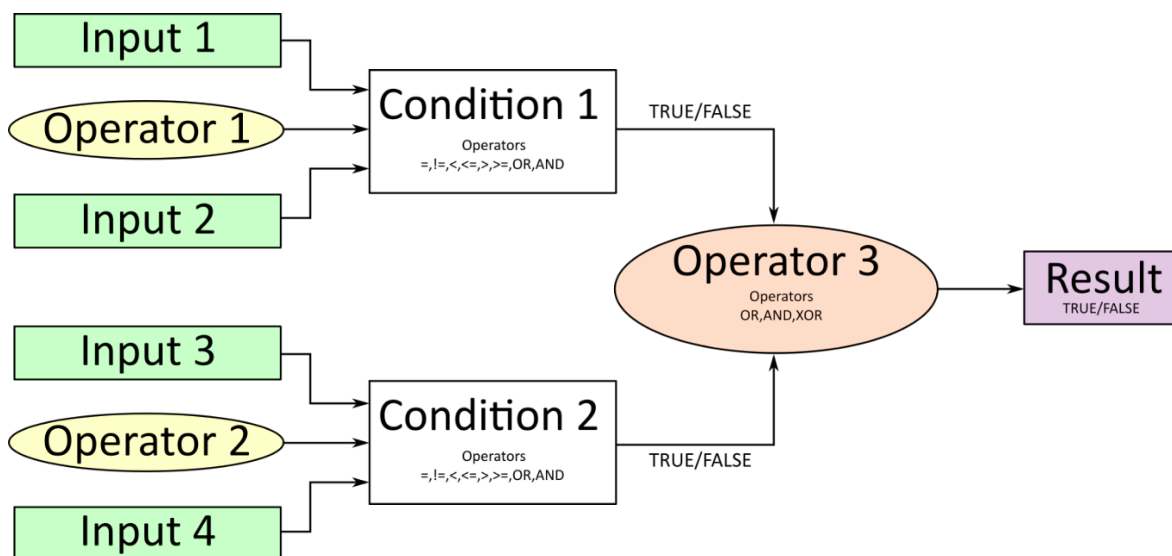 Input 1
Operator 1
Input 2
Condition 1
Operators
=,!=,<,<=,>,>=,OR,AND
TRUE/FALSE
Input 3
Operator 2
Input 4
Condition 2
Operators
=,!=,<,<=,>,>=,OR,AND
TRUE/FALSE
Operator 3
Operators
OR,AND,XOR
Result
TRUE/FALSE